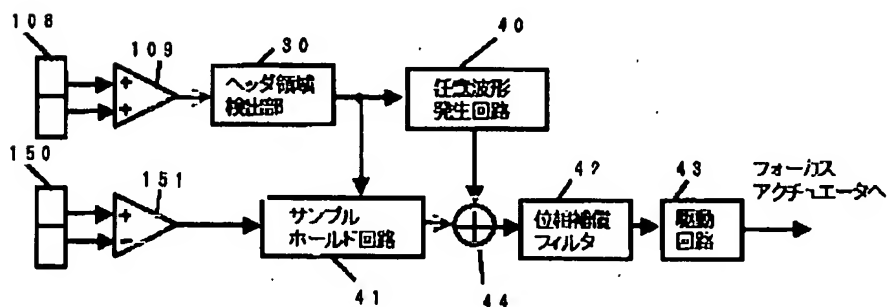 108
109
30
40
ヘッダ領域
検出部
任意波形
発生回路
+
+
150
151
サンプル
ホールド回路
41
44
42
位相補償
フィルタ
43
駆動
回路
フォーカス
アクチュエータへ
+
−